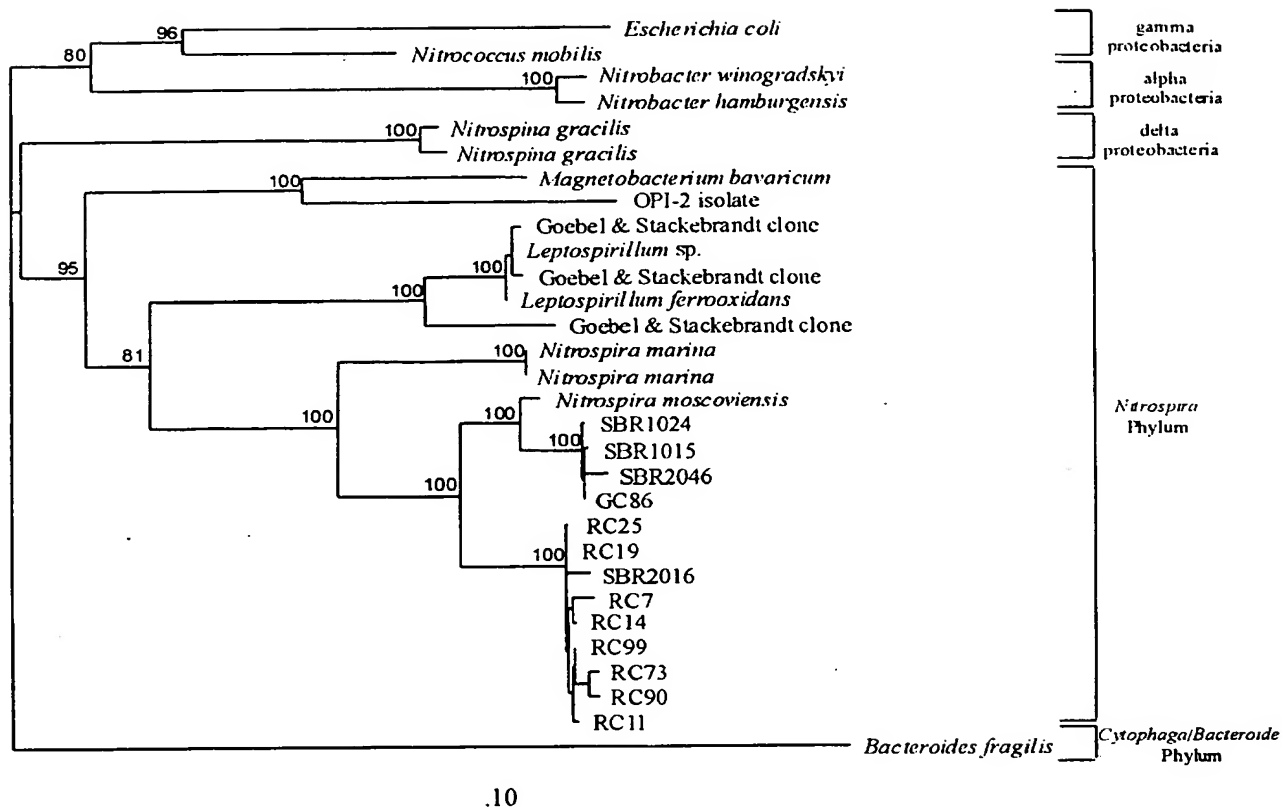 Escherichia coli
96
gamma
proteobacteria
80
Nitrococcus mobilis
100
Nitrobacter winogradskyi
alpha
proteobacteria
Nitrobacter hamburgensis
100
Nitrospina gracilis
delta
proteobacteria
Nitrospina gracilis
100
Magnetobacterium bavaricum
OPI-2 isolate
Goebel & Stackebrandt clone
Leptospirillum sp.
95
100
Goebel & Stackebrandt clone
100
Leptospirillum ferrooxidans
Goebel & Stackebrandt clone
81
100
Nitrospira marina
Nitrospira marina
Nitrospira moscoviensis
Nitrospira
Phylum
100
100
SBR1024
100
SBR1015
SBR2046
100
GC86
RC25
100
RC19
SBR2016
RC7
RC14
RC99
RC73
RC90
RC11
Bacteroides fragilis
Cytophaga/Bacteroide
Phylum
.10